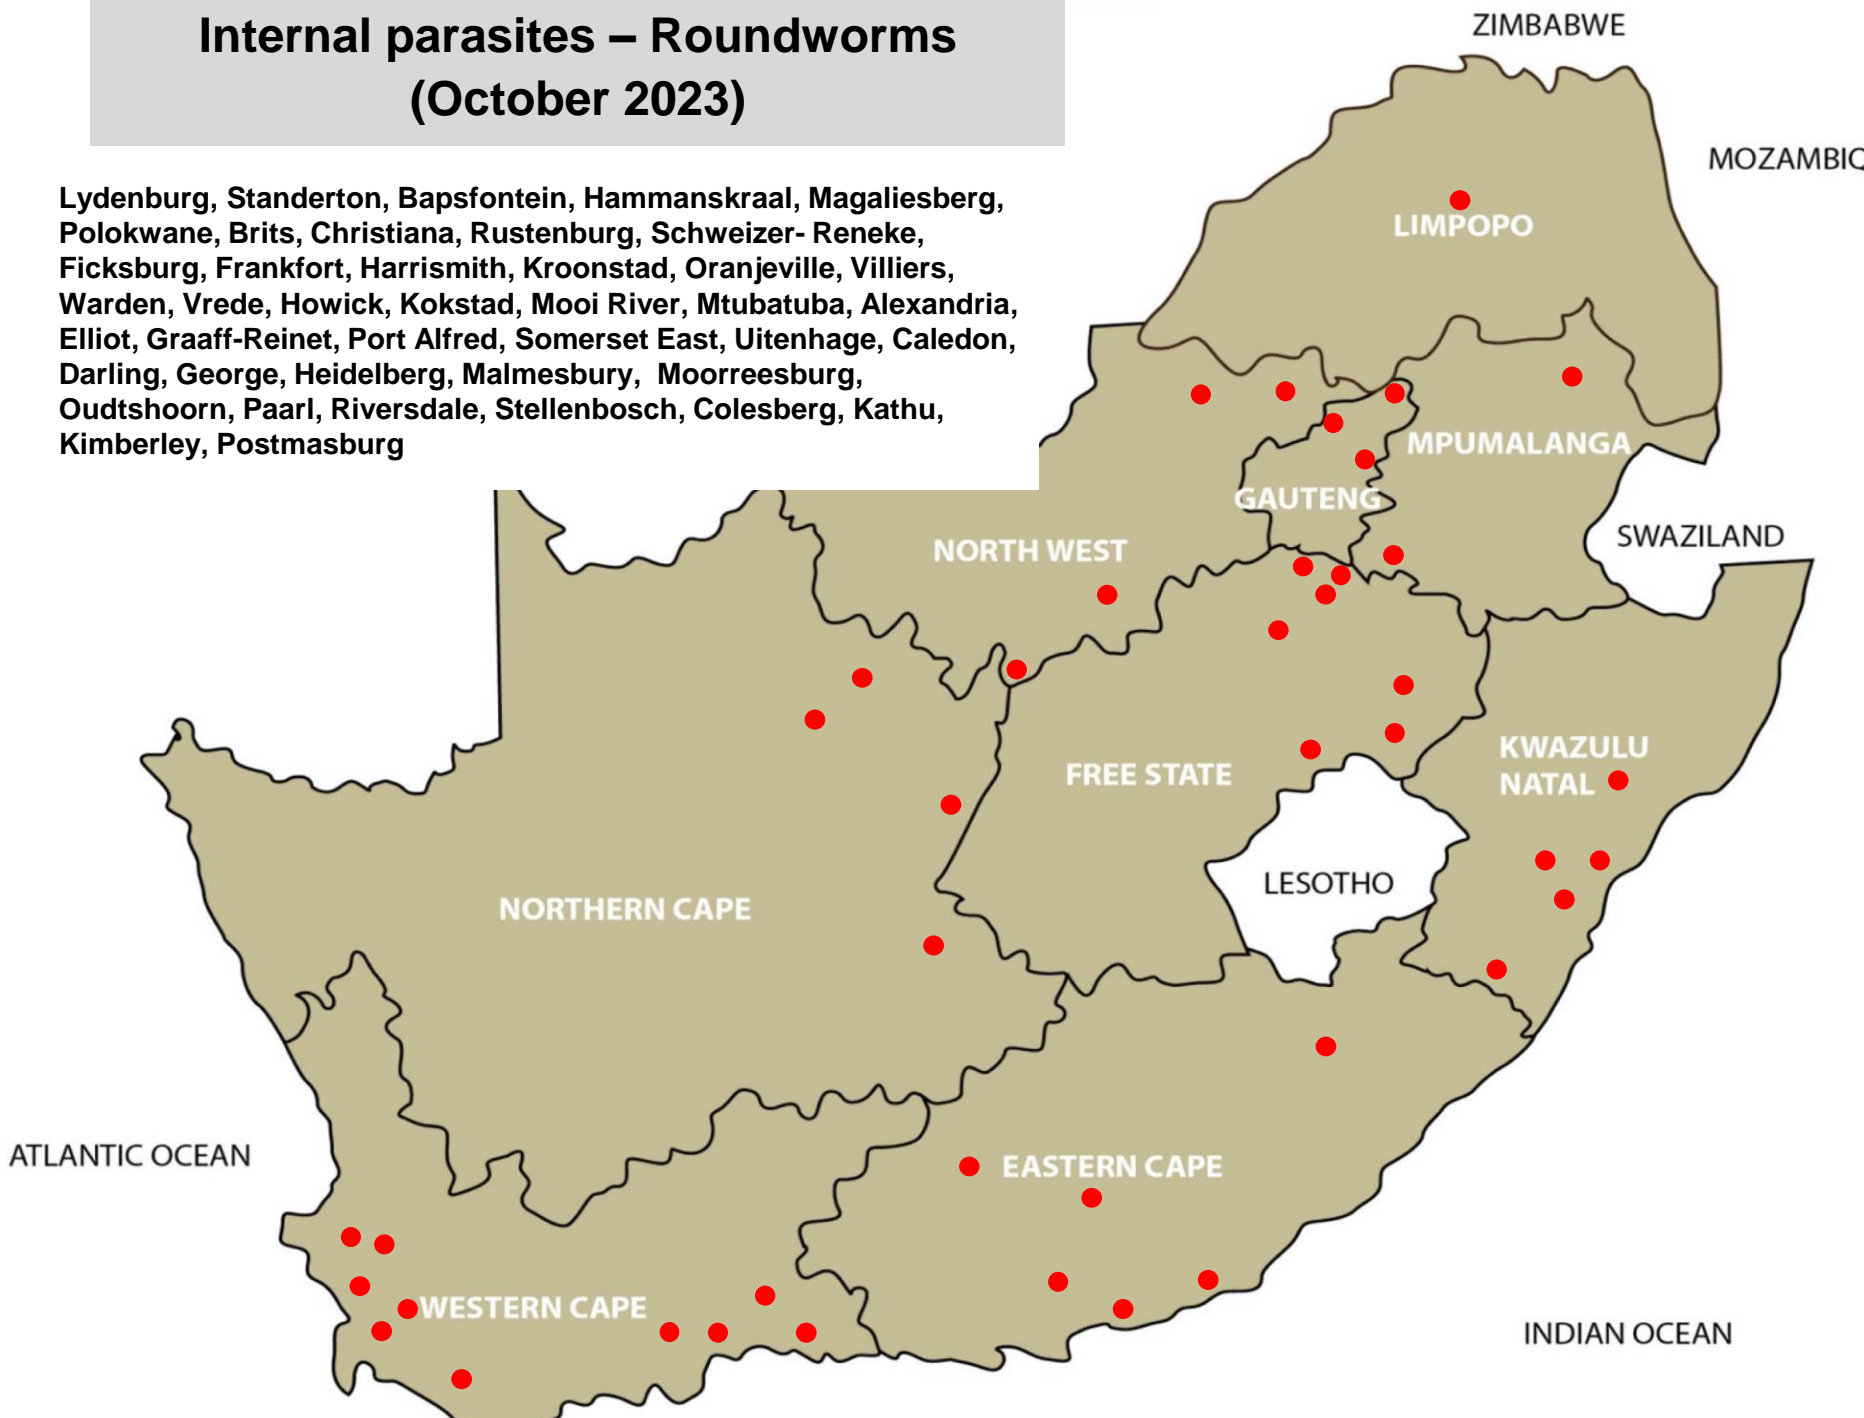 Internal parasites – Roundworms
(October 2023)
Lydenburg, Standerton, Bapsfontein, Hammanskraal, Magaliesberg,
Polokwane, Brits, Christiana, Rustenburg, Schweizer- Reneke,
Ficksburg, Frankfort, Harrismith, Kroonstad, Oranjeville, Villiers,
Warden, Vrede, Howick, Kokstad, Mooi River, Mtubatuba, Alexandria,
Elliot, Graaff-Reinet, Port Alfred, Somerset East, Uitenhage, Caledon,
Darling, George, Heidelberg, Malmesbury, Moorreesburg,
Oudtshoorn, Paarl, Riversdale, Stellenbosch, Colesberg, Kathu,
Kimberley, Postmasburg
ZIMBABWE
MOZAMBIQ
LIMPOPO
MPUMALANGA
GAUTENG
SWAZILAND
NORTH WEST
KWAZULU
NATAL
FREE STATE
LESOTHO
NORTHERN CAPE
ATLANTIC OCEAN
EASTERN CAPE
WESTERN CAPE
INDIAN OCEAN